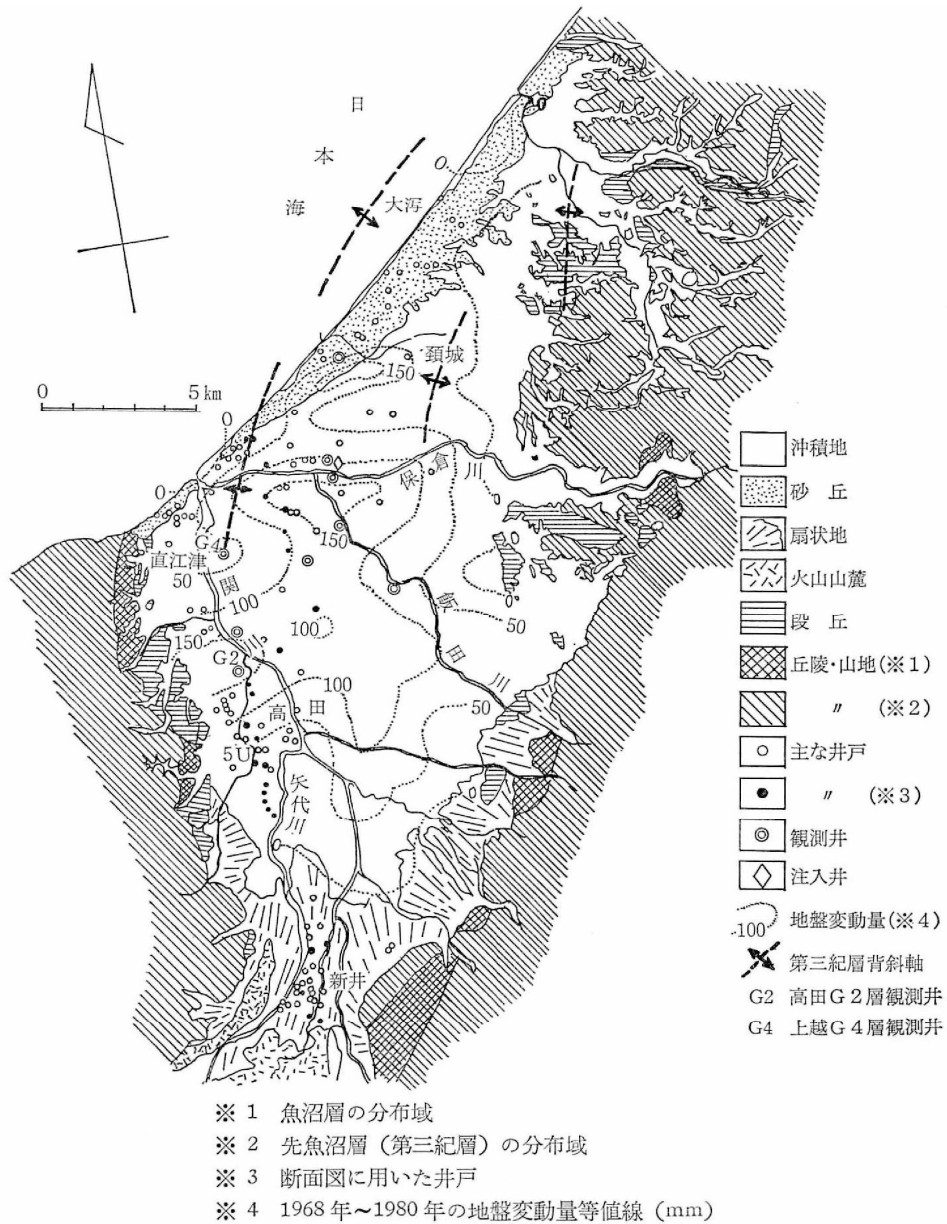 日
本
海
大潟
0
頚城
150
0 5km
0
0
保倉川
150
G4
直江津
50
関
100
川
飯
田
川
50
150
100
G2
100
50
高田
5U
矢代川
新井
沖積地
砂丘
扇状地
火山山麓
段丘
丘陵・山地(※1)
〃 (※2)
主な井戸
〃 (※3)
観測井
注入井
100 地盤変動量(※4)
第三紀層背斜軸
G2 高田G2層観測井
G4 上越G4層観測井
※1 魚沼層の分布域
※2 先魚沼層(第三紀層)の分布域
※3 断面図に用いた井戸
※4 1968年~1980年の地盤変動量等値線(mm)